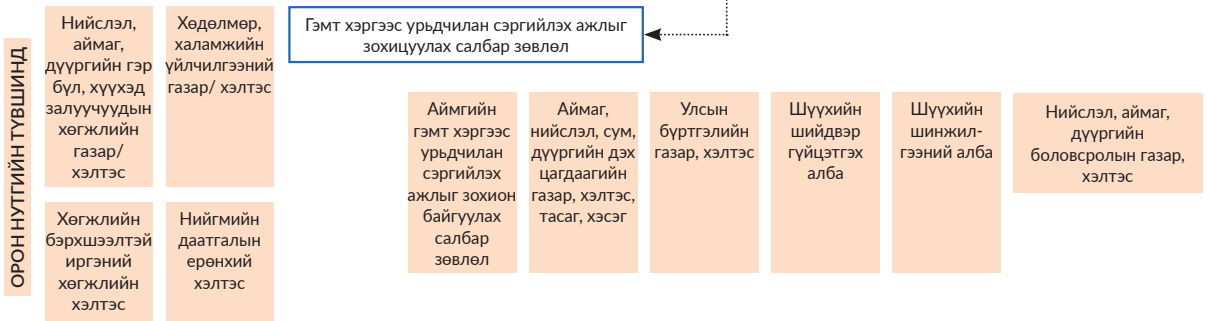 ОРОН НУТГИЙН ТҮВШИНД
Нийслэл,
аймаг,
дүүргийн гэр
бүл, хүүхэд
залуучуудын
хөгжлийн
газар/
хэлтэс
Хөдөлмөр,
халамжийн
үйлчилгээний
газар/ хэлтэс
Гэмт хэргээс урьдчилан сэргийлэх ажлыг
зохицуулах салбар зөвлөл
Хөгжлийн
бэрхшээлтэй
иргэний
хөгжлийн
хэлтэс
Нийгмийн
даатгалын
ерөнхий
хэлтэс
Аймгийн
гэмт хэргээс
урьдчилан
сэргийлэх
ажлыг зохион
байгуулах
салбар
зөвлөл
Аймаг,
нийслэл, сум,
дүүргийн дэх
цагдаагийн
газар, хэлтэс,
тасаг, хэсэг
Улсын
бүртгэлийн
газар, хэлтэс
Шүүхийн
шийдвэр
гүйцэтгэх
алба
Шүүхийн
шинжил-
гээний алба
Нийслэл, аймаг,
дүүргийн
боловсролын газар,
хэлтэс